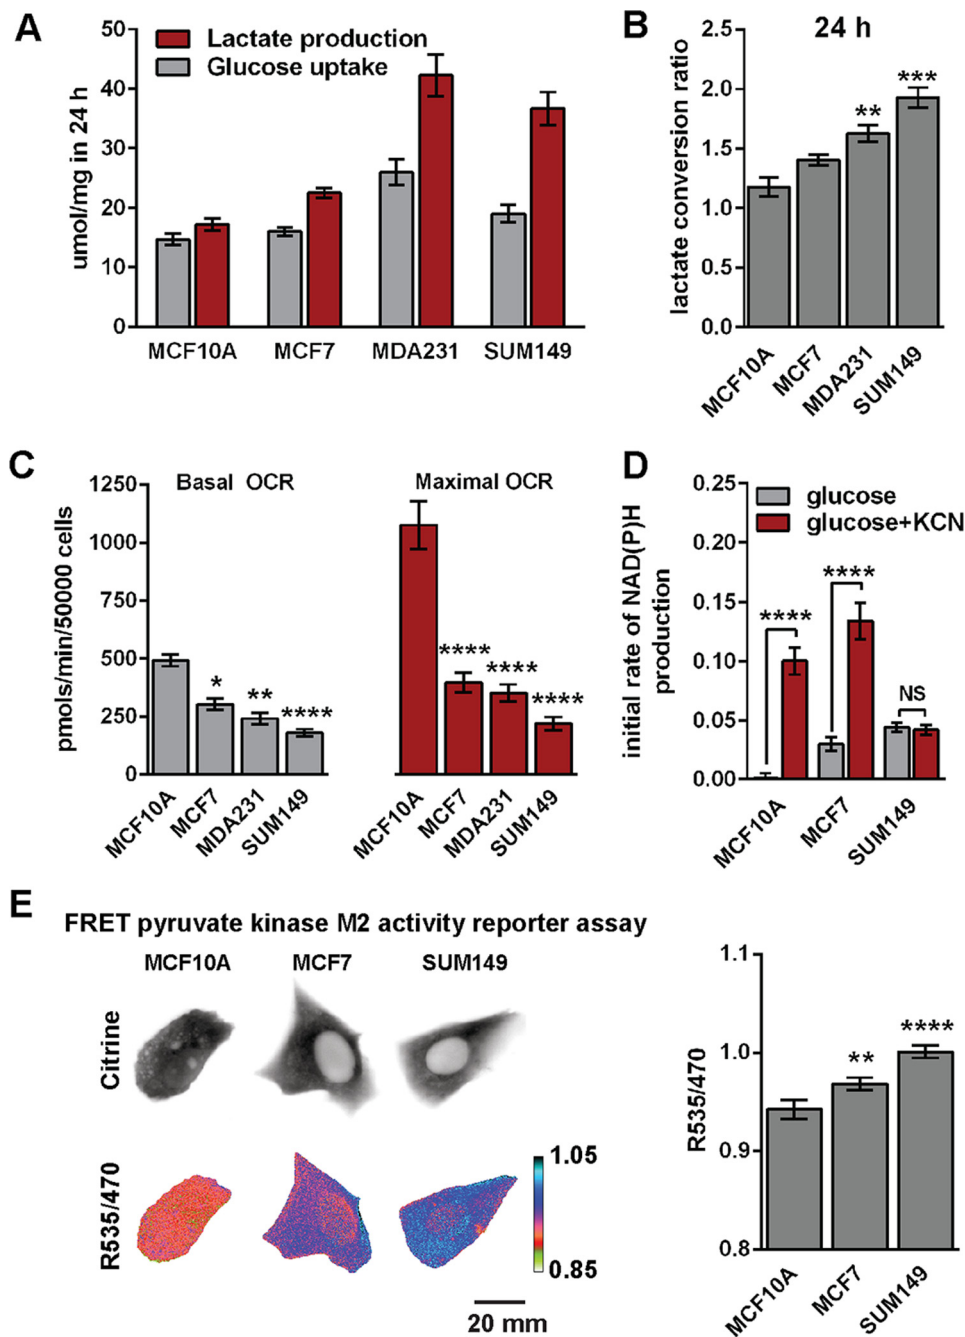 A
50
40
30
20
10
0
umol/mg in 24 h
Lactate production
Glucose uptake
MCF10A MCF7 MDA231 SUM149
B
24 h
2.5
2.0
1.5
1.0
0.5
0.0
lactate conversion ratio
**
***
MCF10A
MCF7
MDA231
SUM149
C
Basal OCR
Maximal OCR
1250
1000
750
500
250
0
pmols/min/50000 cells
*
**
****
****
****
****
MCF10A
MCF7
MDA231
SUM149
MCF10A
MCF7
MDA231
SUM149
D
0.25
0.20
0.15
0.10
0.05
0.00
initial rate of NAD(P)H
production
glucose
glucose+KCN
****
****
NS
MCF10A
MCF7
SUM149
E
FRET pyruvate kinase M2 activity reporter assay
MCF10A MCF7 SUM149
Citrine
R535/470
1.05
0.85
20 mm
1.1
1.0
0.9
0.8
R535/470
**
****
MCF10A
MCF7
SUM149